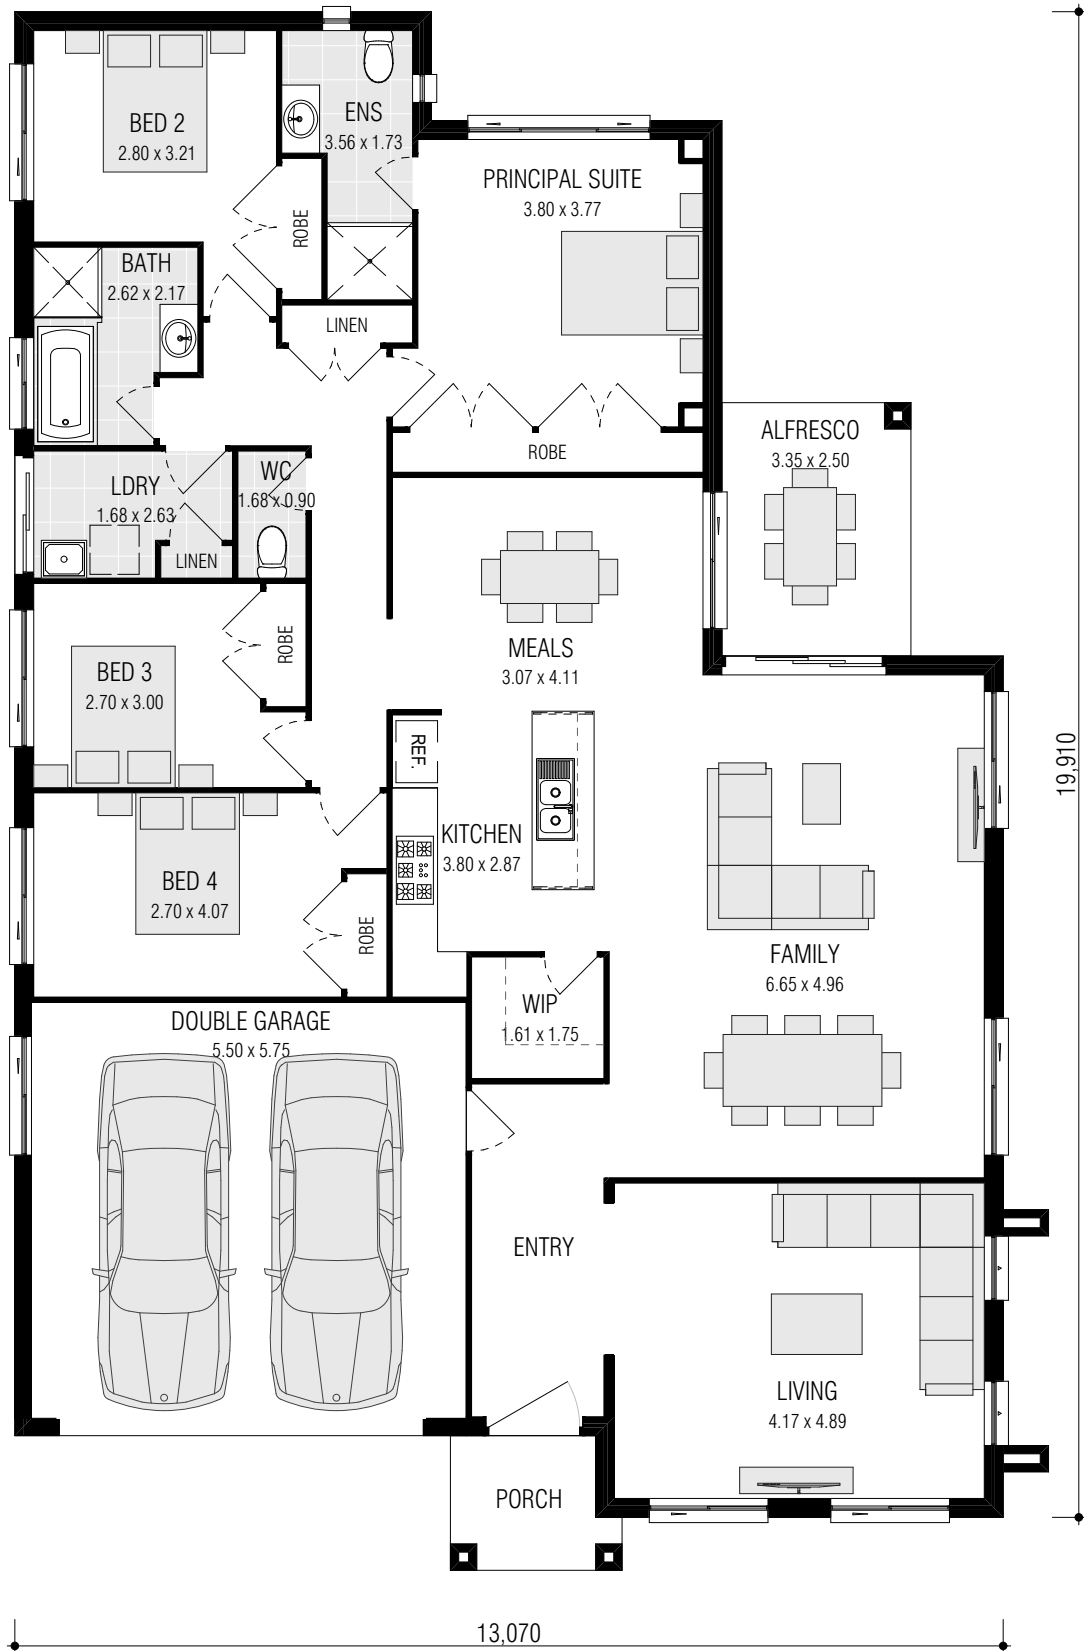 BED 2
2.80 x 3.21
ENS
3.56 x 1.73
PRINCIPAL SUITE
3.80 x 3.77
ROBE
BATH
2.62 x 2.17
LINEN
ROBE
ALFRESCO
3.35 x 2.50
LDRY
1.68 x 2.63
WC
1.68 x 0.90
LINEN
BED 3
2.70 x 3.00
ROBE
MEALS
3.07 x 4.11
REF.
19,910
KITCHEN
3.80 x 2.87
BED 4
2.70 x 4.07
ROBE
FAMILY
6.65 x 4.96
WIP
1.61 x 1.75
DOUBLE GARAGE
5.50 x 5.75
ENTRY
LIVING
4.17 x 4.89
PORCH
13,070